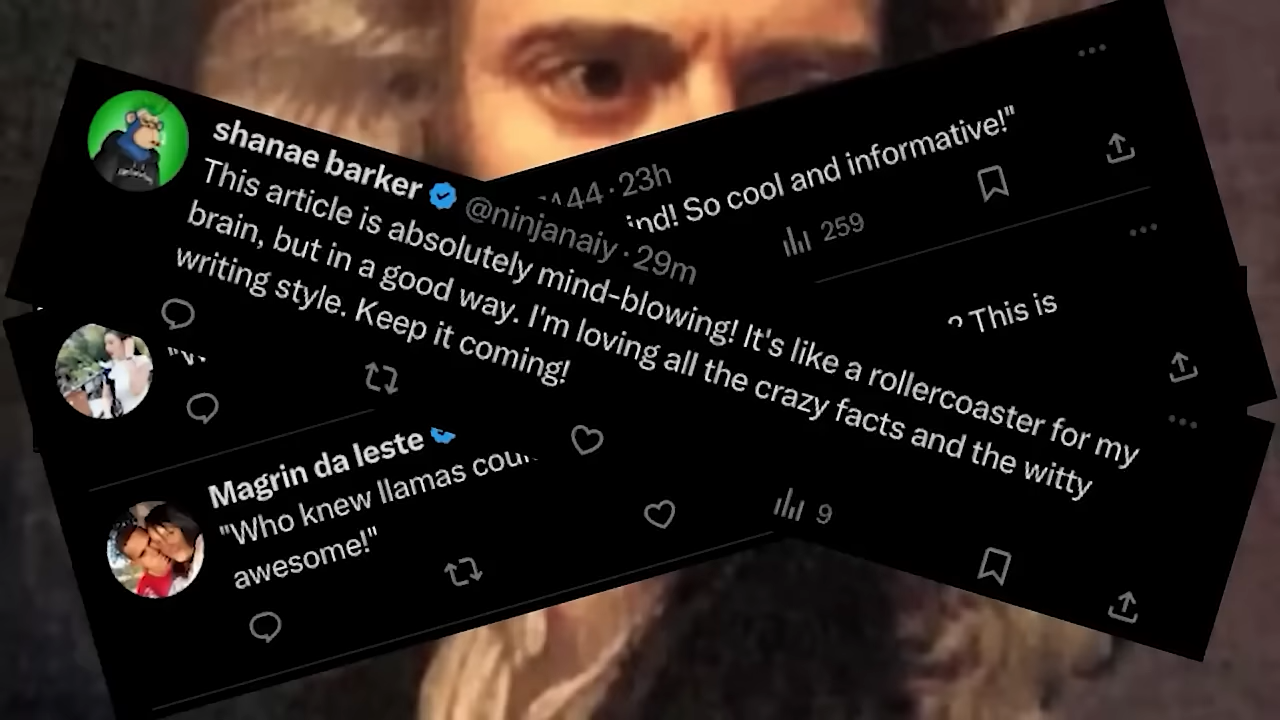 shanae barker @ninjanaiy · 29m
This article is absolutely mind-blowing! It's like a rollercoaster for my
brain, but in a good way. I'm loving all the crazy facts and the witty
writing style. Keep it coming!
9
44 · 23h
So cool and informative!"
259
This is
Magrin da leste
"Who knew llamas
awesome!"